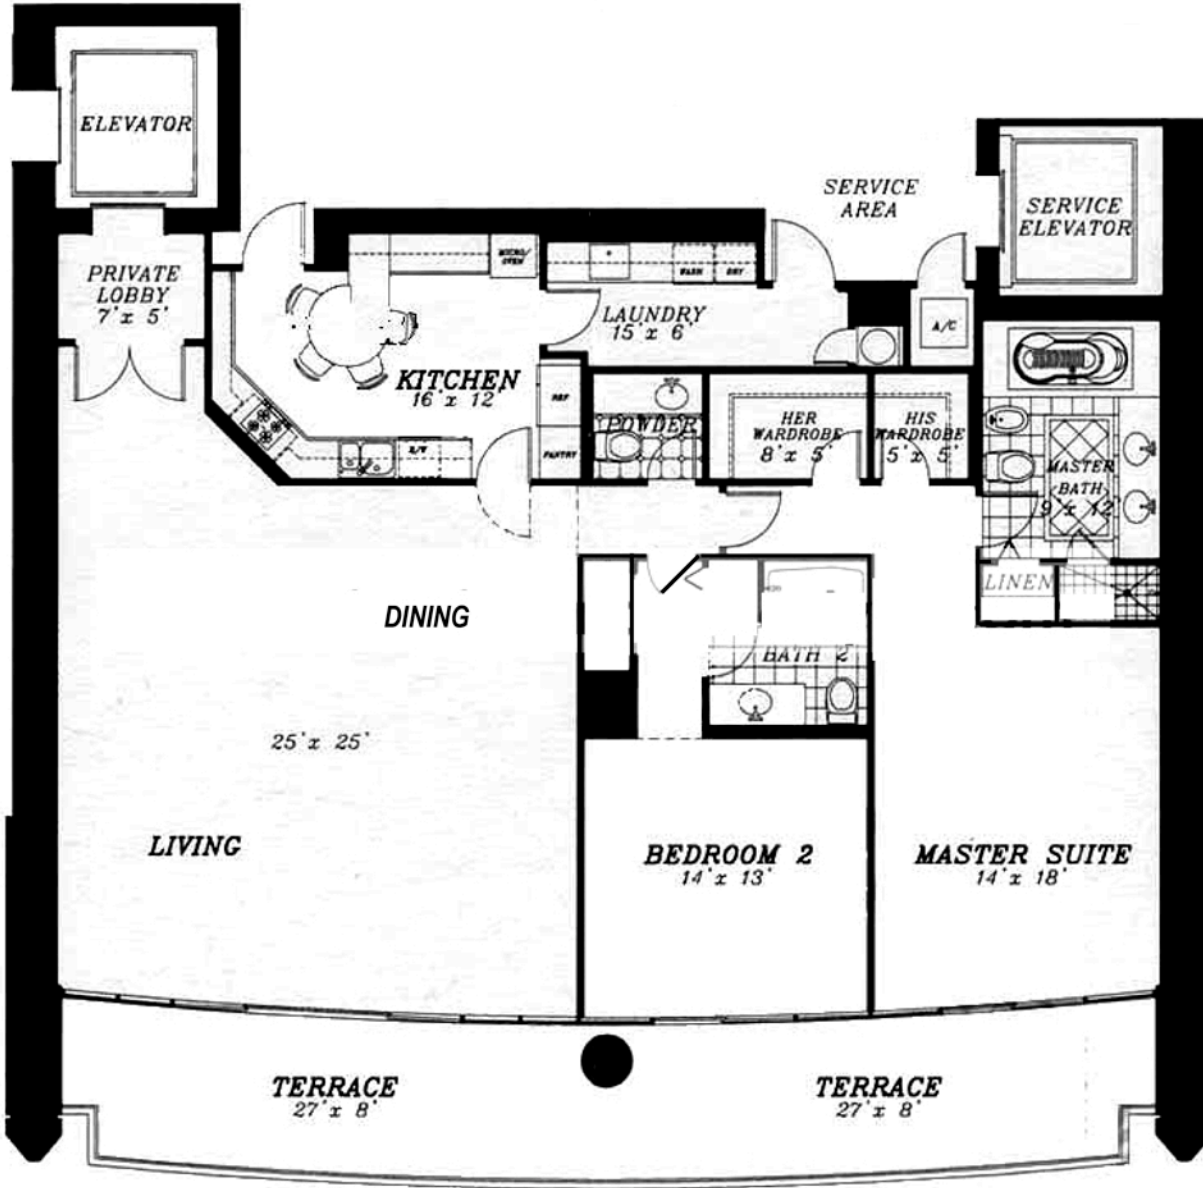 ELEVATOR
SERVICE
AREA
SERVICE
ELEVATOR
PRIVATE
LOBBY
7' x 5'
MICRO/
OVEN
WASH
DRY
LAUNDRY
15' x 6'
A/C
KITCHEN
16' x 12'
REF
PANTRY
D/W
POWDER
HER
WARDROBE
8' x 5'
HIS
WARDROBE
5' x 5'
MASTER
BATH
9' x 12'
LINEN
DINING
BATH 2
25' x 25'
LIVING
BEDROOM 2
14' x 13'
MASTER SUITE
14' x 18'
TERRACE
27' x 8'
TERRACE
27' x 8'